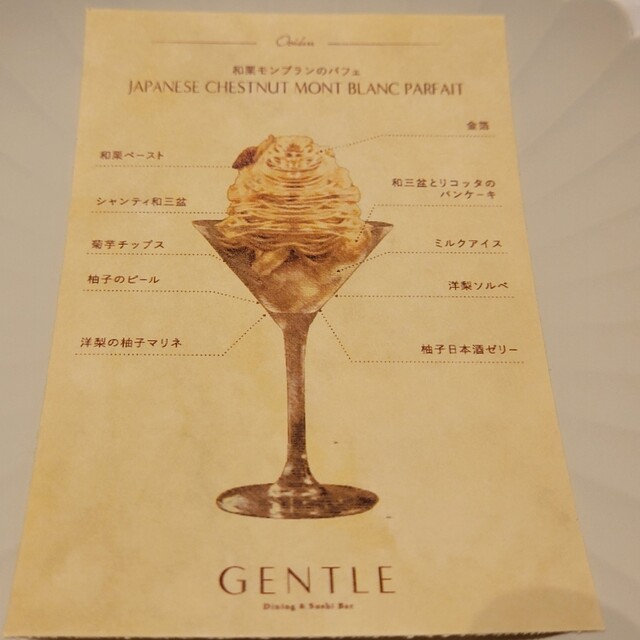 和栗モンブランのパフェ
JAPANESE CHESTNUT MONT BLANC PARFAIT
金箔
和栗ペースト
和三盆とリコッタの
パンケーキ
シャンティ和三盆
菊芋チップス
ミルクアイス
柚子のピール
洋梨ソルベ
洋梨の柚子マリネ
柚子日本酒ゼリー
GENTLE
Dining & Sushi Bar